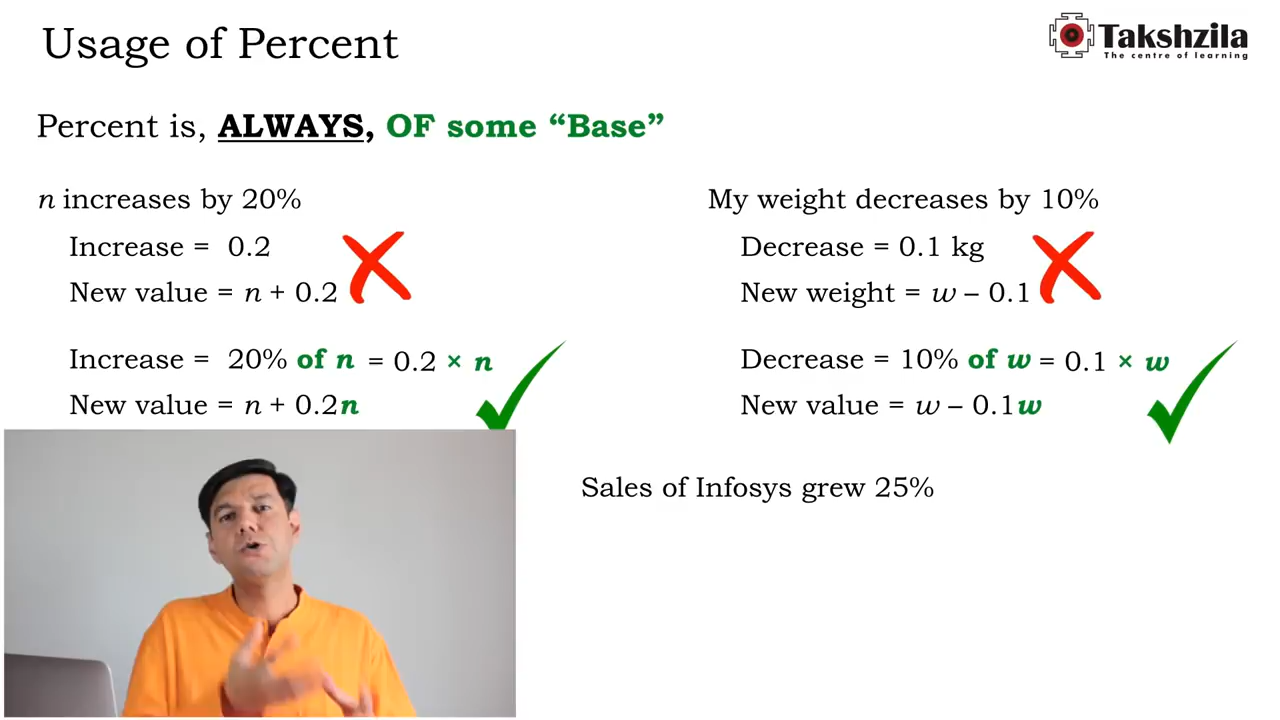 Usage of Percent
Takshzila
The centre of learning
Percent is, ALWAYS, OF some “Base”
n increases by 20%
Increase = 0.2
New value = n + 0.2
Increase = 20% of n = 0.2 × n
New value = n + 0.2n
My weight decreases by 10%
Decrease = 0.1 kg
New weight = w – 0.1
Decrease = 10% of w = 0.1 × w
New value = w – 0.1w
Sales of Infosys grew 25%